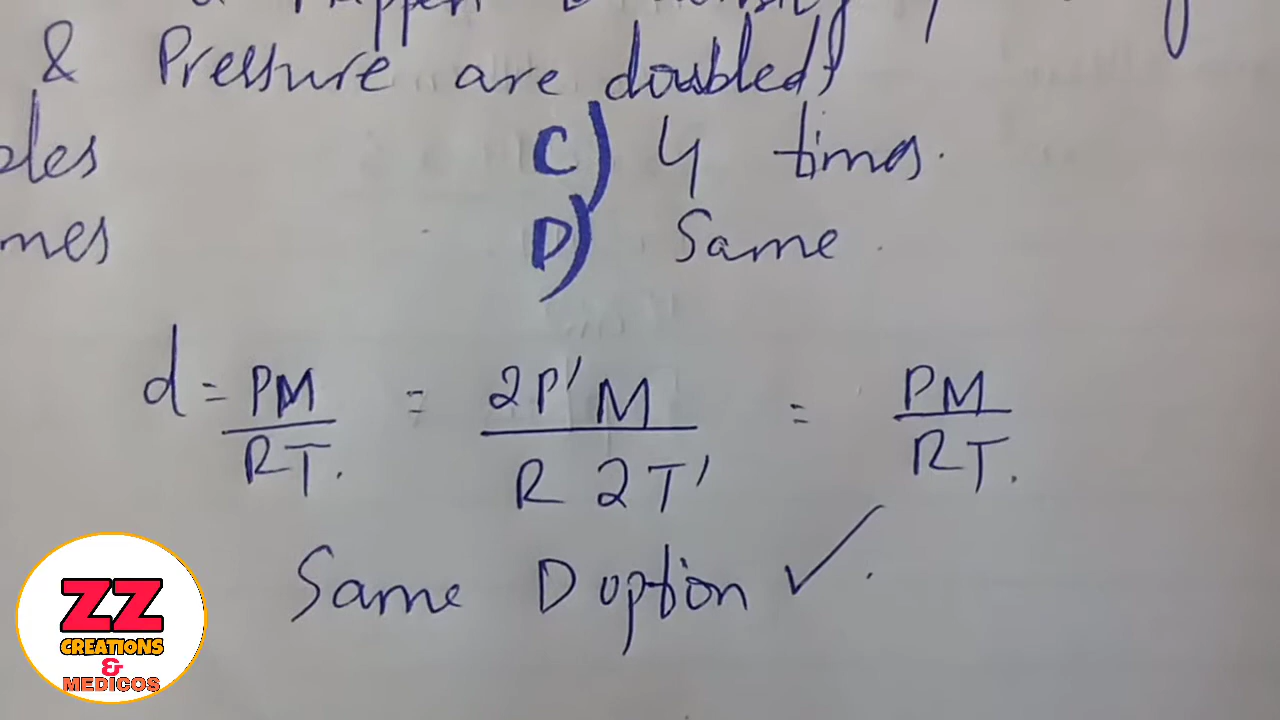 & Pressure are doubled?
C) 4 times.
D) Same.
d = PM/RT. = 2P'M/R 2T' = PM/RT.
Same D option ✓.
ZZ
CREATIONS
&
MEDICOS